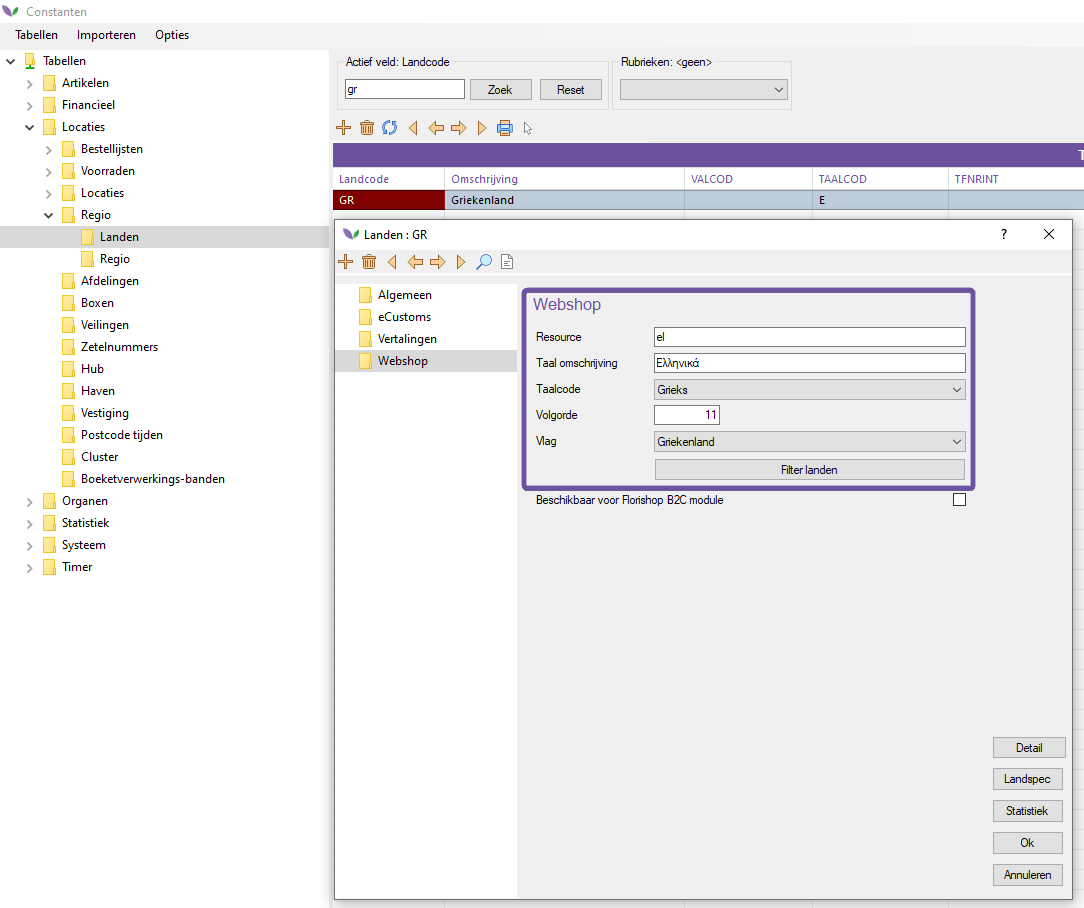 Constanten
Tabellen Importeren Opties
Tabellen
Artikelen
Financieel
Locaties
Bestellijsten
Voorraden
Locaties
Regio
Landen
Regio
Afdelingen
Boxen
Veilingen
Zetelnummers
Hub
Haven
Vestiging
Postcode tijden
Cluster
Boeketverwerkings-banden
Organen
Statistiek
Systeem
Timer
Actief veld: Landcode
gr Zoek Reset
Rubrieken: <geen>
T
Landcode Omschrijving VALCOD TAALCOD TFNRINT
GR Griekenland E
Landen : GR ?
Algemeen
eCustoms
Vertalingen
Webshop
Webshop
Resource el
Taal omschrijving Ελληνικά
Taalcode Grieks
Volgorde 11
Vlag Griekenland
Filter landen
Beschikbaar voor Florishop B2C module
Detail
Landspec
Statistiek
Ok
Annuleren